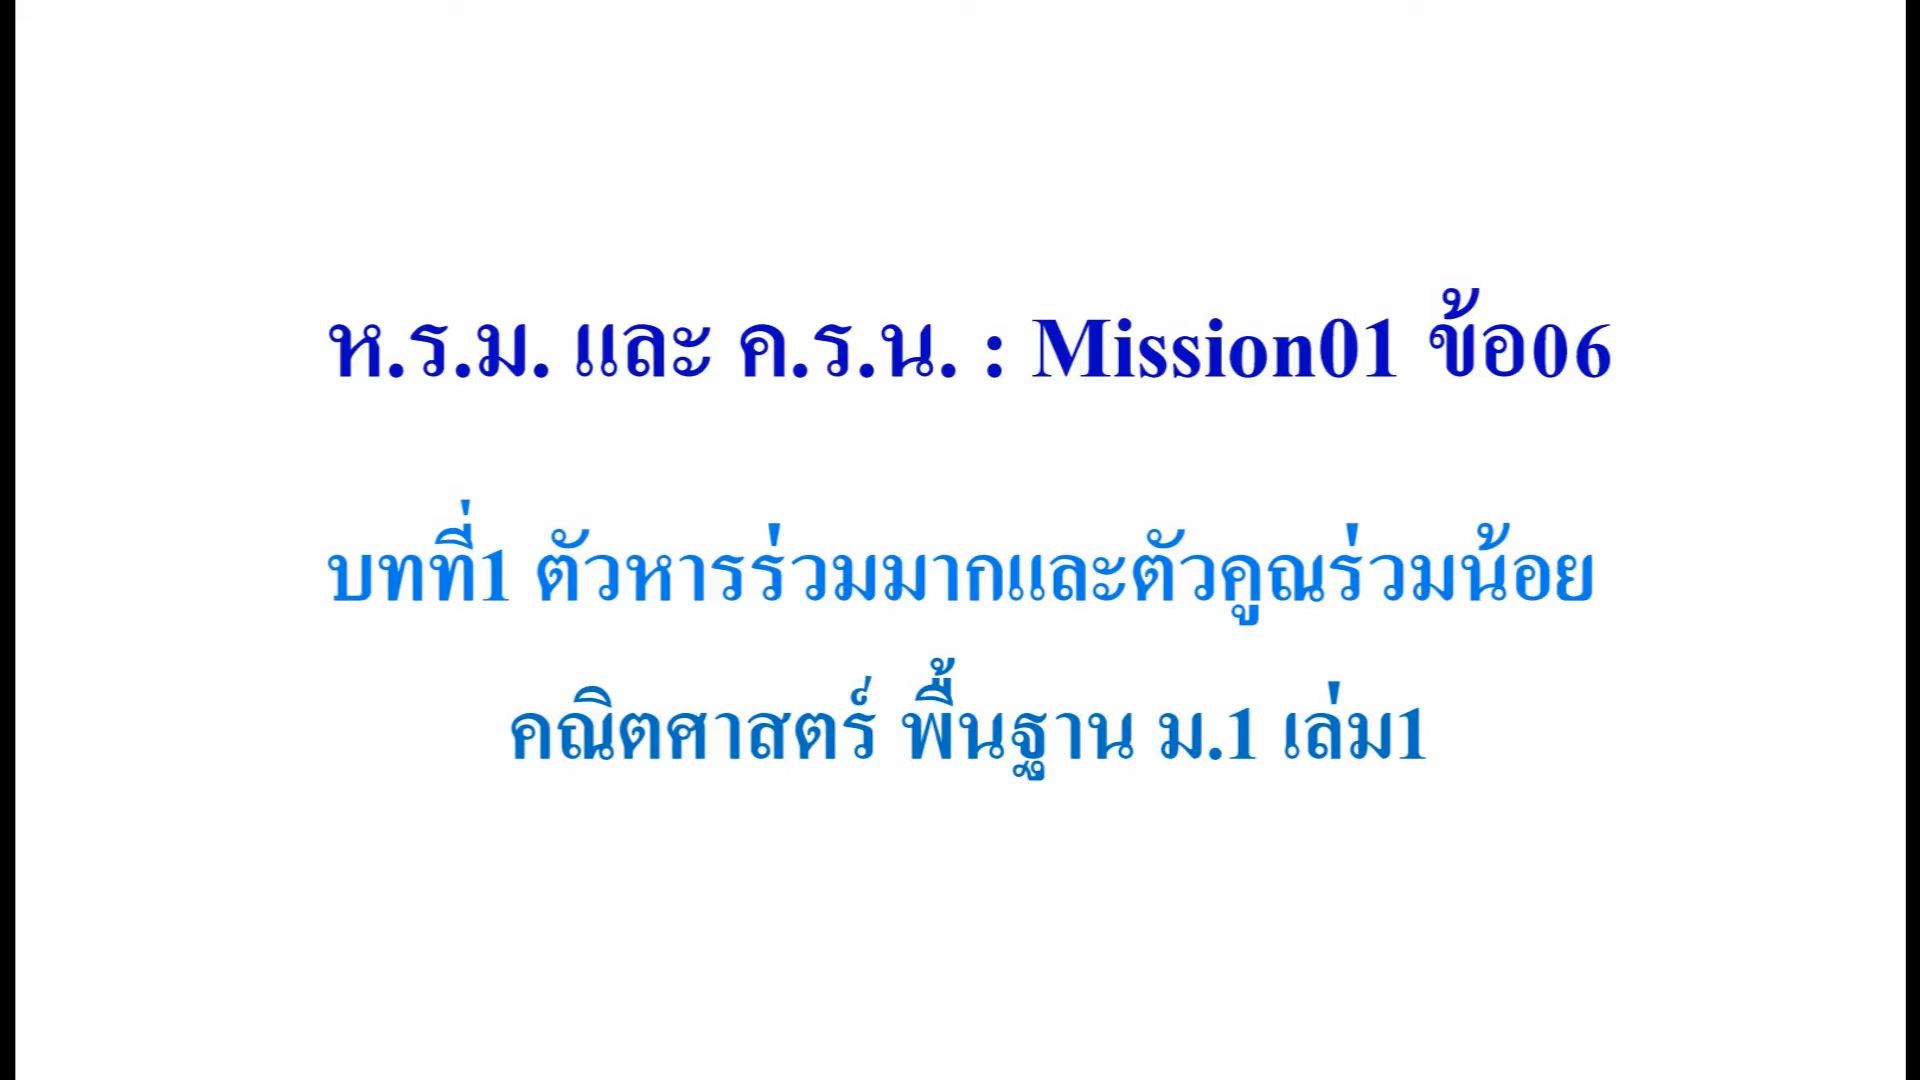 ห.ร.ม. และ ค.ร.น. : Mission01 ข้อ06
บทที่1 ตัวหารร่วมมากและตัวคูณร่วมน้อย
คณิตศาสตร์ พื้นฐาน ม.1 เล่ม1